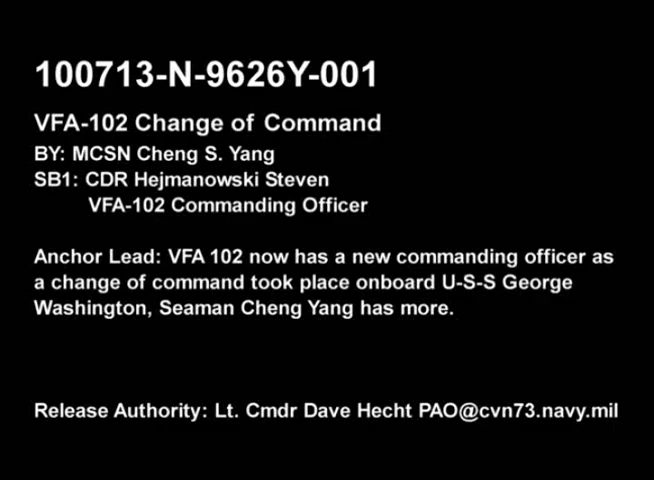 100713-N-9626Y-001
VFA-102 Change of Command
BY: MCSN Cheng S. Yang
SB1: CDR Hejmanowski Steven
VFA-102 Commanding Officer
Anchor Lead: VFA 102 now has a new commanding officer as
a change of command took place onboard U-S-S George
Washington, Seaman Cheng Yang has more.
Release Authority: Lt. Cmdr Dave Hecht PAO@cvn73.navy.mil